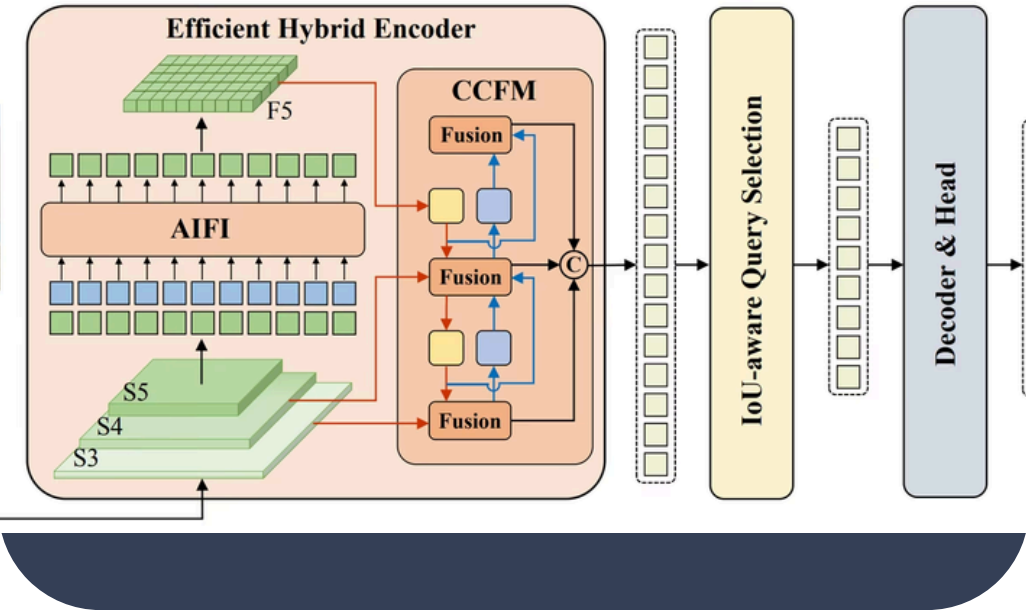 Efficient Hybrid Encoder
F5
AIFI
S5
S4
S3
CCFM
Fusion
Fusion
Fusion
C
IoU-aware Query Selection
Decoder & Head